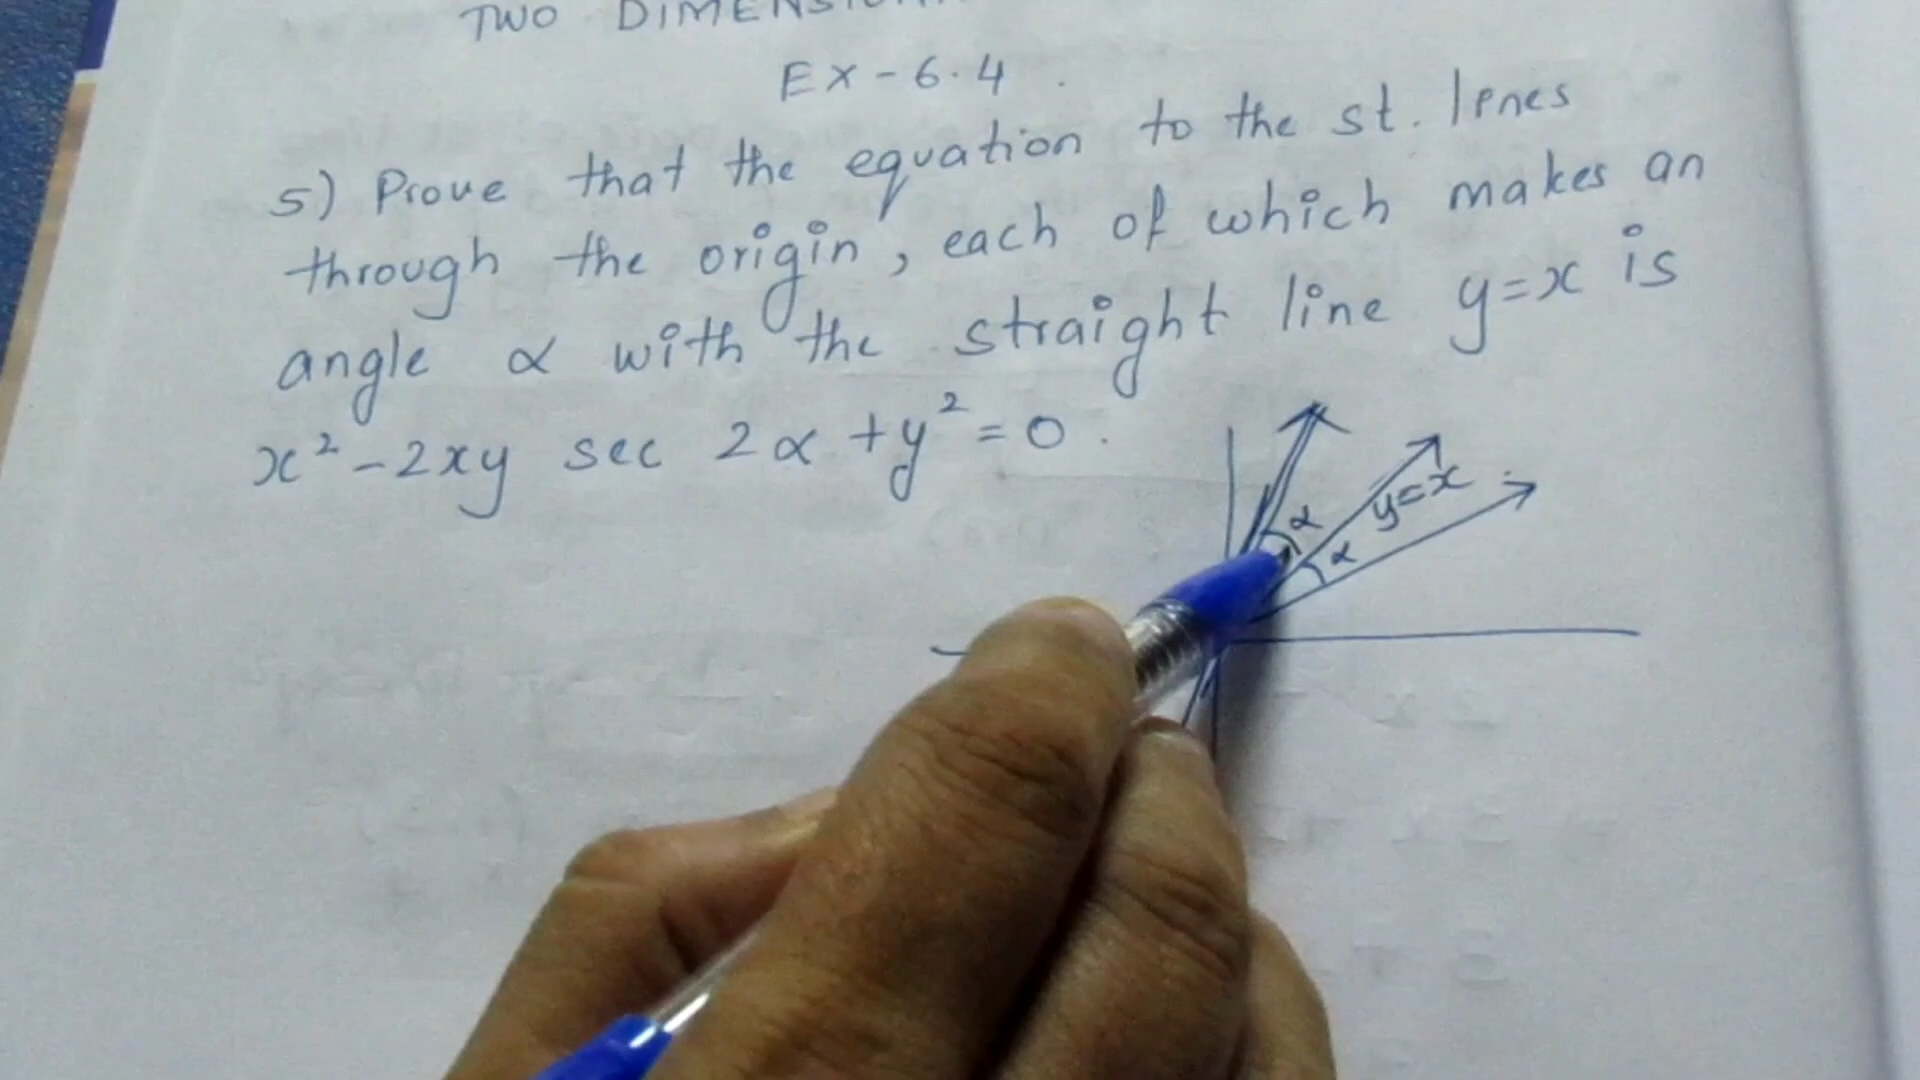 TWO
EX-6.4
5) Prove that the equation to the st. lines
through the origin, each of which makes an
angle α with the straight line y=x is
x²-2xy sec 2α +y²=0.
α
y=x
α